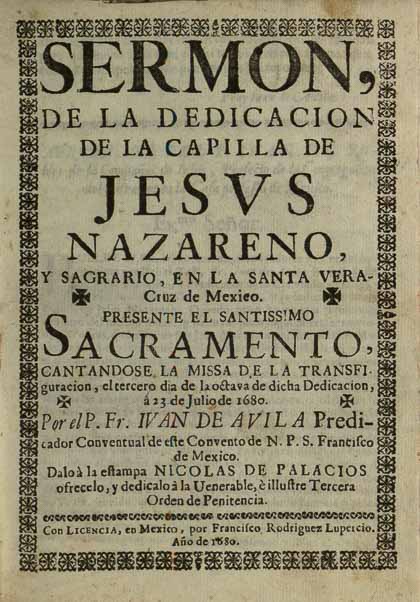 SERMON,
DE LA DEDICACION
DE LA CAPILLA DE
JESVS
NAZARENO,
Y SAGRARIO, EN LA SANTA VERA-
Cruz de Mexico.
PRESENTE EL SANTISSIMO
SACRAMENTO,
CANTANDOSE LA MISSA DE LA TRANSFI-
guracion, el tercero dia de la octava de dicha Dedicacion,
á 23 de Julio de 1680.
Por el P. Fr. IVAN DE AVILA Predi-
cador Conventual de este Convento de N. P. S. Francisco
de Mexico.
Dalo à la estampa NICOLAS DE PALACIOS
ofrecelo, y dedicalo à la Venerable, è illustre Tercera
Orden de Penitencia.
Con LICENCIA, en Mexico, por Francisco Rodriguez Lupercio.
Año de 1680.